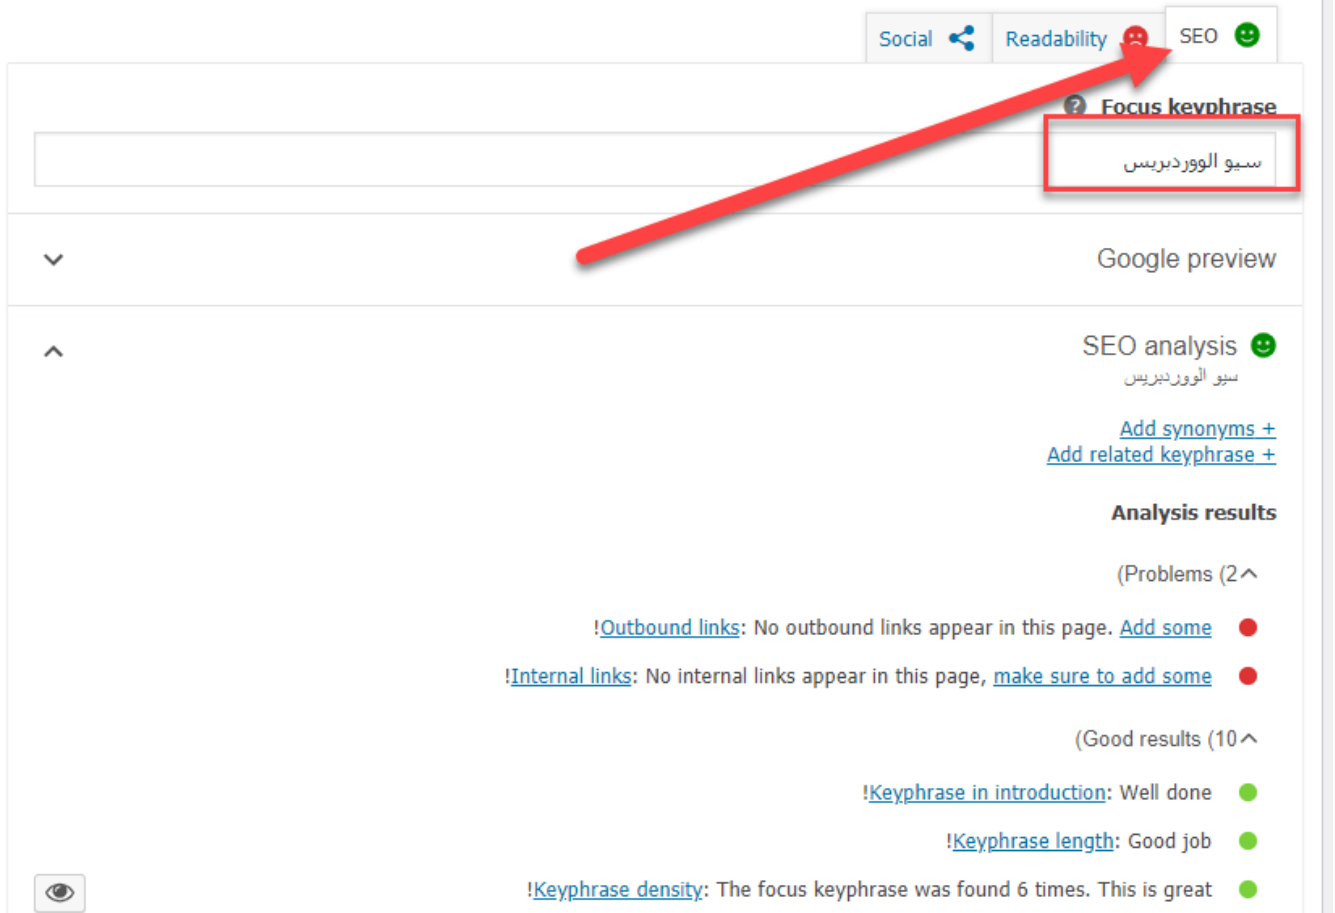 SEO Readability Social
Focus keyphrase
سيو الووردبريس
Google preview
SEO analysis
سيو الووردبريس
Add synonyms +
Add related keyphrase +
Analysis results
(Problems (2
!Outbound links: No outbound links appear in this page. Add some
!Internal links: No internal links appear in this page, make sure to add some
(Good results (10
!Keyphrase in introduction: Well done
!Keyphrase length: Good job
!Keyphrase density: The focus keyphrase was found 6 times. This is great